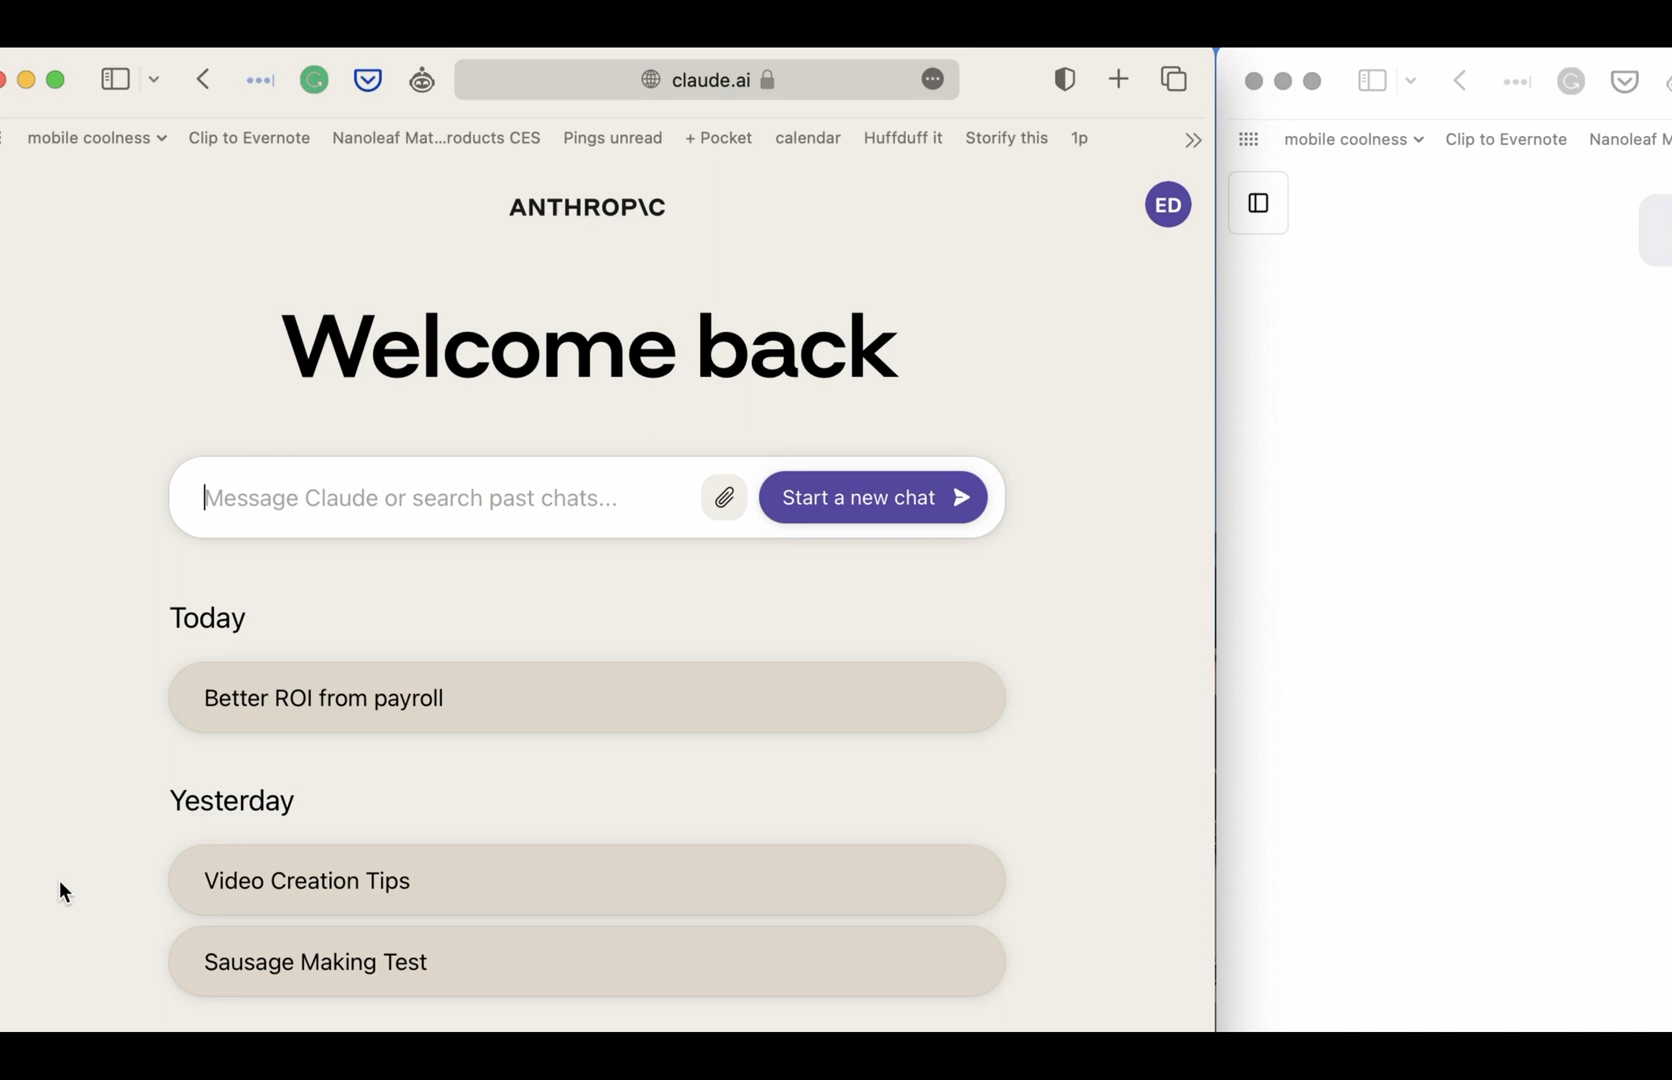 claude.ai
mobile coolness Clip to Evernote Nanoleaf Mat...roducts CES Pings unread + Pocket calendar Huffduff it Storify this 1p
mobile coolness Clip to Evernote Nanoleaf M
ANTHROP\C
ED
Welcome back
Message Claude or search past chats...
Start a new chat
Today
Better ROI from payroll
Yesterday
Video Creation Tips
Sausage Making Test